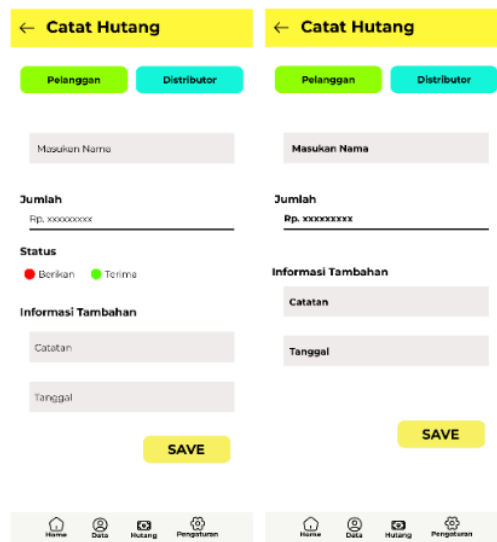 ← Catat Hutang
Pelanggan Distributor
Masukan Nama
Jumlah
Rp. xxxxxxxxx
Status
Berikan Terima
Informasi Tambahan
Catatan
Tanggal
SAVE
Home Data Hutang Pengaturan
← Catat Hutang
Pelanggan Distributor
Masukan Nama
Jumlah
Rp. xxxxxxxxx
Informasi Tambahan
Catatan
Tanggal
SAVE
Home Data Hutang Pengaturan